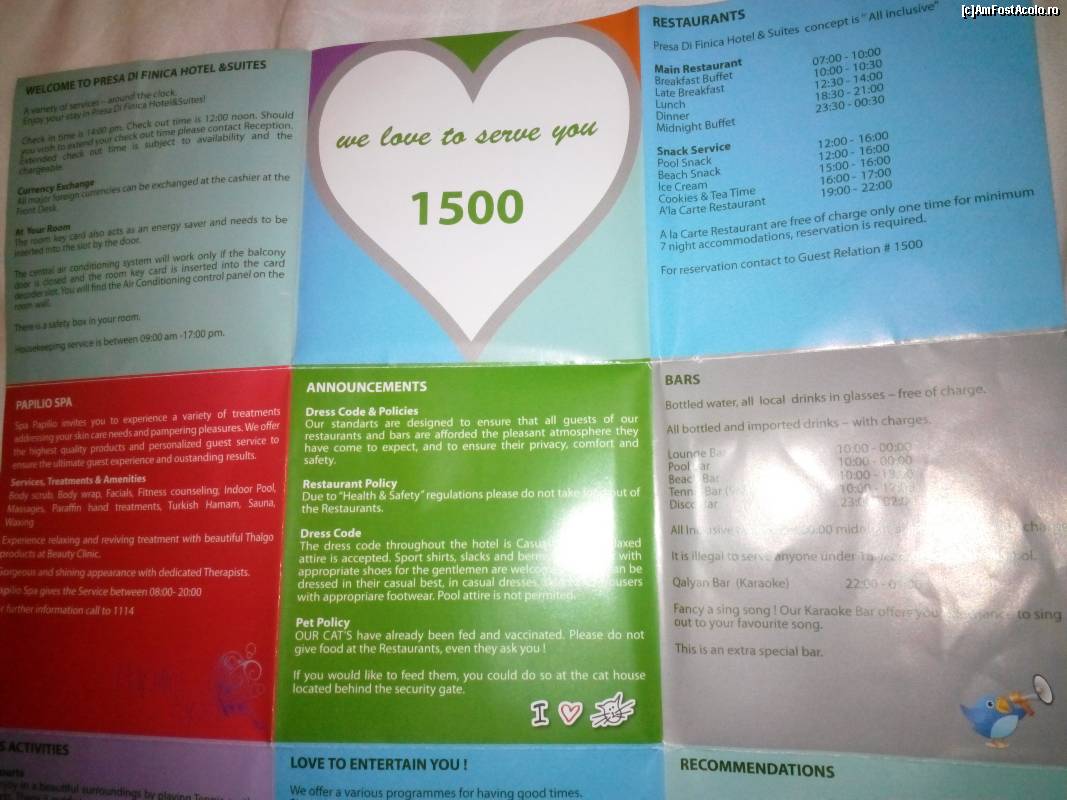 [c]AmFostAcolo.ro
WELCOME TO PRESA DI FINICA HOTEL &SUITES
A variety of services – around the clock.
Enjoy your stay in Presa Di Finica Hotel&Suites!
Check-in time is 14:00 pm. Check out time is 12:00 noon. Should
you wish to extend your check out time please contact Reception.
Extended check out time is subject to availability and the
chargeable.
Currency Exchange
All major foreign currencies can be exchanged at the cashier at the
Front Desk.
At Your Room
The room key card also acts as an energy saver and needs to be
inserted into the slot by the door.
The central air conditioning system will work only if the balcony
door is closed and the room key card is inserted into the card
slot. You will find the Air Conditioning control panel on the
room wall.
There is a safety box in your room.
Housekeeping service is between 09:00 am -17:00 pm.
we love to serve you
1500
RESTAURANTS
Presa Di Finica Hotel & Suites concept is " All inclusive"
Main Restaurant
Breakfast Buffet 07:00 - 10:00
Late Breakfast 10:00 - 10:30
Lunch 12:30 - 14:00
Dinner 18:30 - 21:00
Midnight Buffet 23:30 - 00:30
Snack Service
Pool Snack 12:00 - 16:00
Beach Snack 12:00 - 16:00
Ice Cream 15:00 - 16:00
Cookies & Tea Time 16:00 - 17:00
A'la Carte Restaurant 19:00 - 22:00
A la Carte Restaurant are free of charge only one time for minimum
7 night accommodations, reservation is required.
For reservation contact to Guest Relation # 1500
PAPILIO SPA
Spa Papilio invites you to experience a variety of treatments
addressing your skin care needs and pampering pleasures. We offer
the highest quality products and personalized guest service to
ensure the ultimate guest experience and oustanding results.
Services, Treatments & Amenities
Body scrub, Body wrap, Facials, Fitness counseling, Indoor Pool,
Massages, Paraffin hand treatments, Turkish Hamam, Sauna,
Waxing
Experience relaxing and reviving treatment with beautiful Thalgo
products at Beauty Clinic.
Gorgeous and shining appearance with dedicated Therapists.
Papilio Spa gives the Service between 08:00- 20:00
further information call to 1114
ANNOUNCEMENTS
Dress Code & Policies
Our standarts are designed to ensure that all guests of our
restaurants and bars are afforded the pleasant atmosphere they
have come to expect, and to ensure their privacy, comfort and
safety.
Restaurant Policy
Due to "Health & Safety" regulations please do not take out of
the Restaurants.
Dress Code
The dress code throughout the hotel is
attire is accepted. Sport shirts, slacks and with
appropriate shoes for the gentlemen are can be
dressed in their casual best, in casual dresses,
with appropriare footwear. Pool attire is not permited.
Pet Policy
OUR CAT'S have already been fed and vaccinated. Please do not
give food at the Restaurants, even they ask you !
If you would like to feed them, you could do so at the cat house
located behind the security gate.
I
BARS
Bottled water, all local drinks in glasses – free of charge.
All bottled and imported drinks – with charges.
Lounge Bar 10:00 - 00:00
Pool Bar 10:00 - 00:00
Beach Bar 10:00 -
Bar 10:00 -
Disco Bar
All
It is illegal to serve anyone under
Qalyan Bar (Karaoke) 22:00 -
Fancy a sing song ! Our Karaoke Bar offers to sing
out to your favourite song.
This is an extra special bar.
ACTIVITIES
in a beautiful surroundings by playing
LOVE TO ENTERTAIN YOU !
We offer a various programmes for having good times.
RECOMMENDATIONS